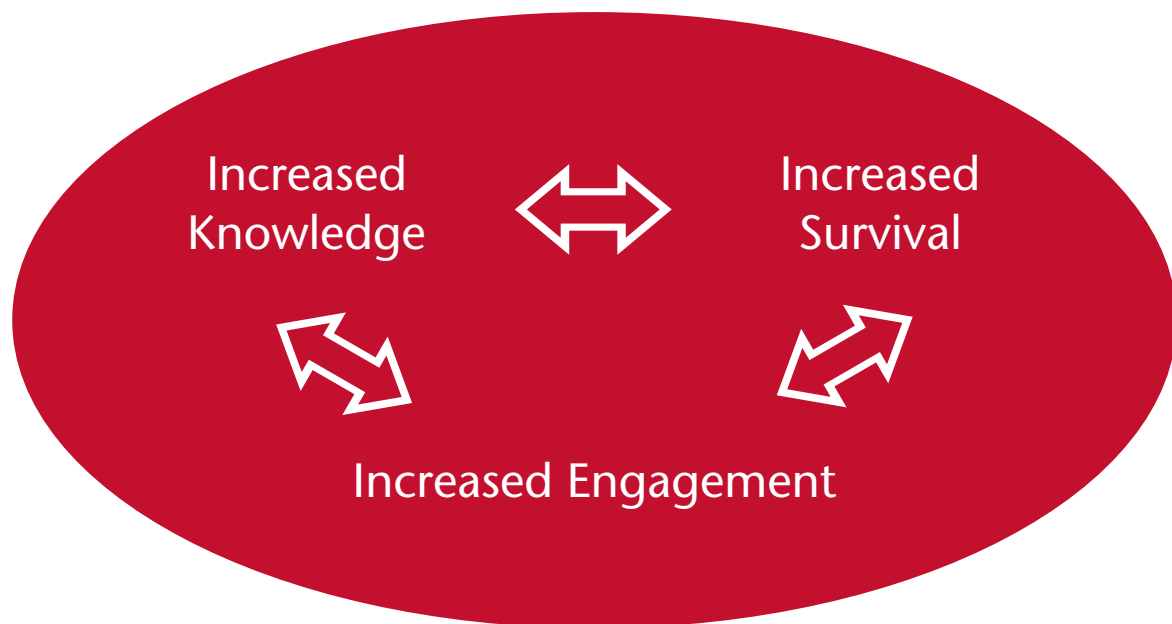 Increased
Knowledge
Increased
Survival
Increased Engagement